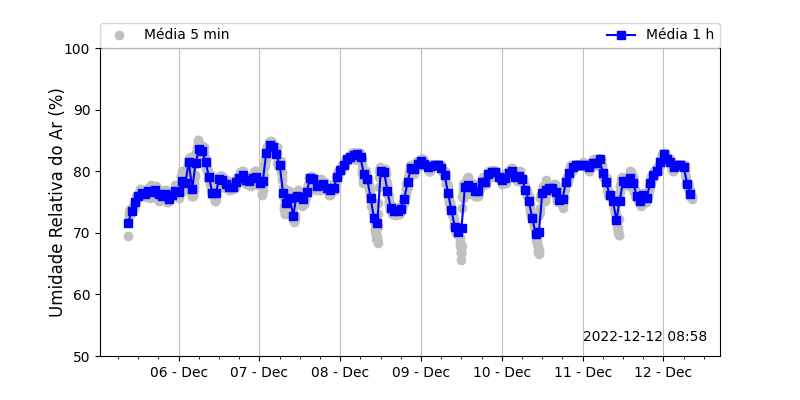 Média 5 min
Média 1 h
Umidade Relativa do Ar (%)
100
90
80
70
60
50
2022-12-12 08:58
06 - Dec
07 - Dec
08 - Dec
09 - Dec
10 - Dec
11 - Dec
12 - Dec